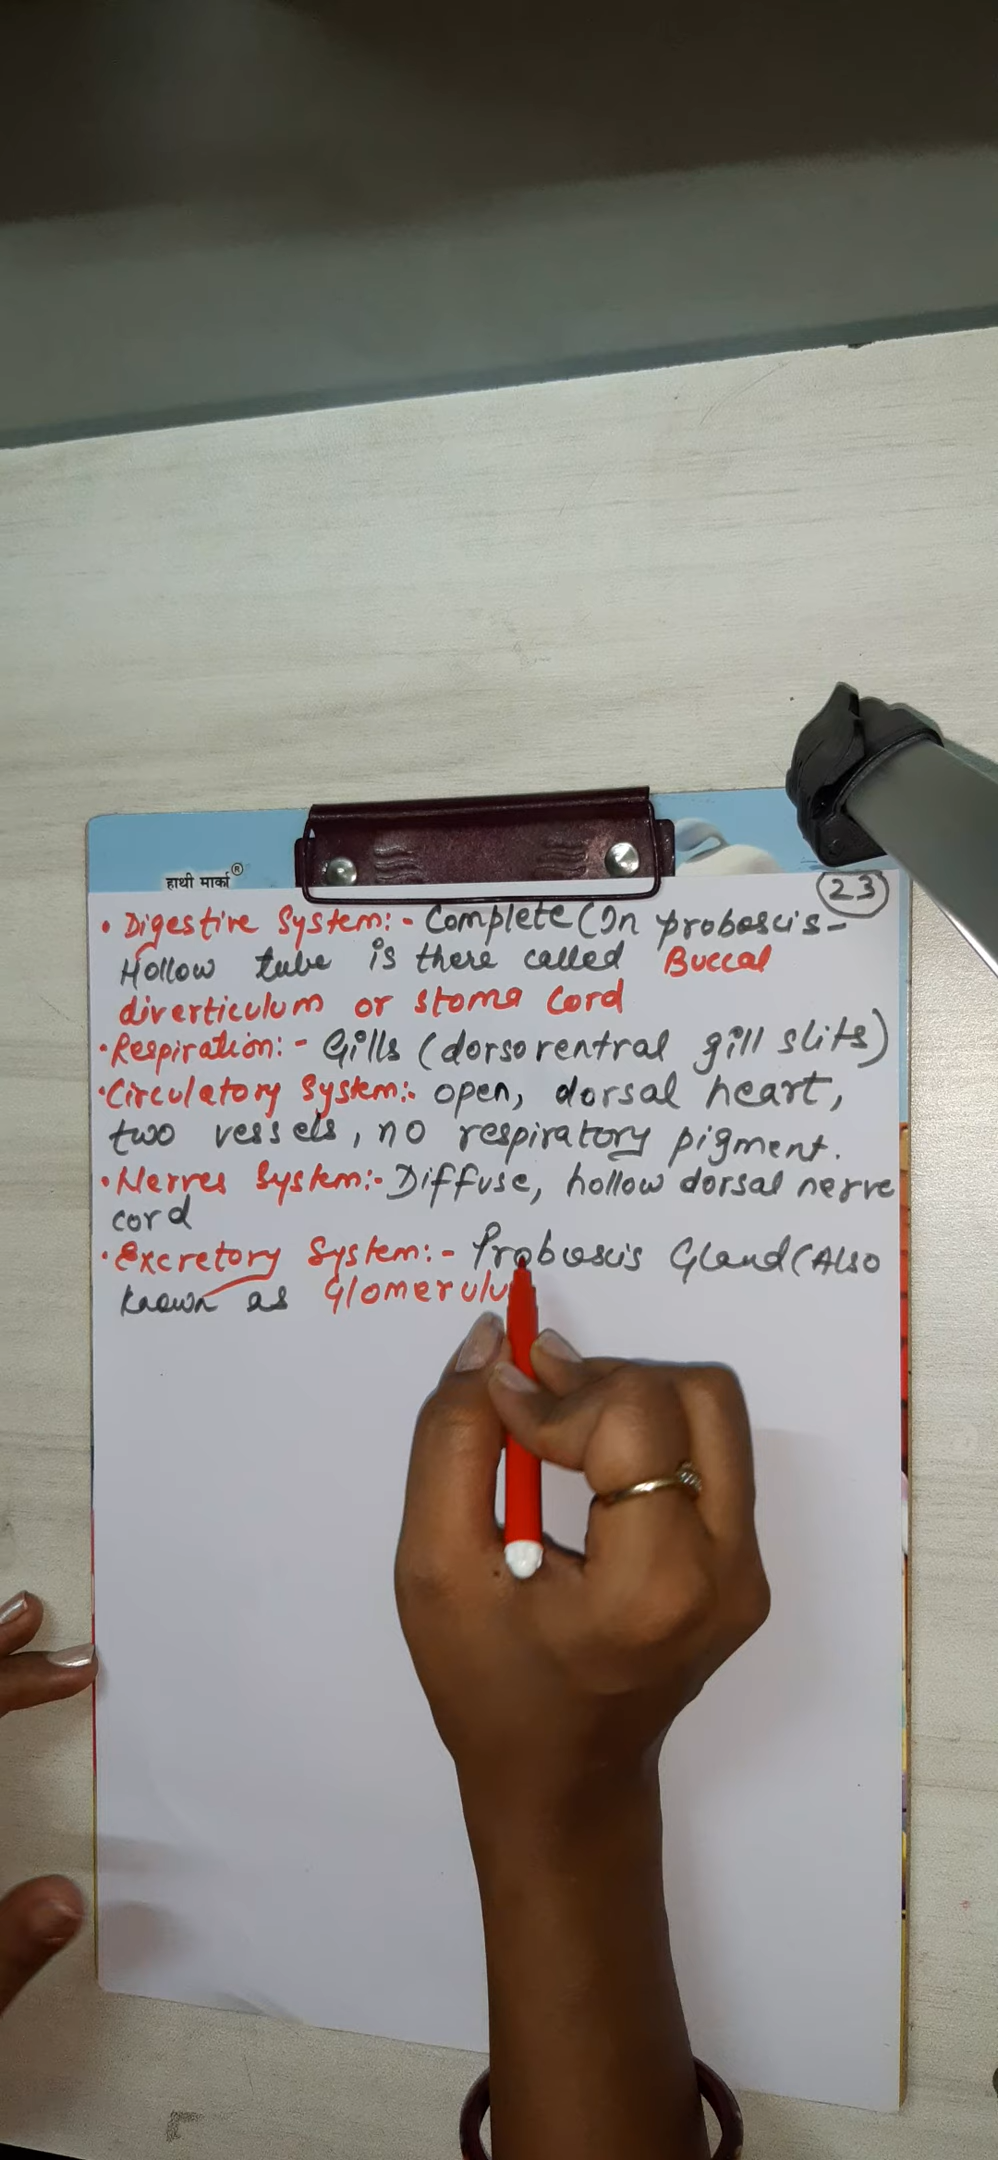 हाथी मार्का ®
23
• Digestive System:- Complete (In proboscis-
Hollow tube is there called Buccal
diverticulum or stoma cord
• Respiration:- Gills (dorsorentral gill slits)
• Circulatory System:- open, dorsal heart,
two vessels, no respiratory pigment.
• Nerves System:- Diffuse, hollow dorsal nerve
cord
• Excretory System:- Proboscis Gland (Also
known as Glomerulu